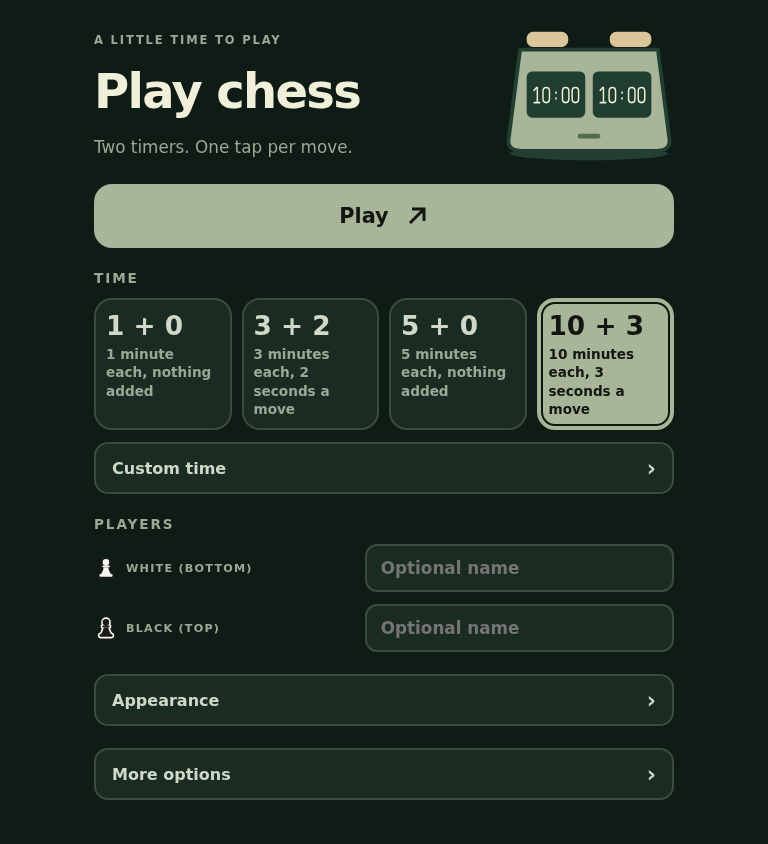 A LITTLE TIME TO PLAY
Play chess
Two timers. One tap per move.
10:00 10:00
Play
TIME
1 + 0
1 minute
each, nothing
added
3 + 2
3 minutes
each, 2
seconds a
move
5 + 0
5 minutes
each, nothing
added
10 + 3
10 minutes
each, 3
seconds a
move
Custom time
PLAYERS
WHITE (BOTTOM)
Optional name
BLACK (TOP)
Optional name
Appearance
More options